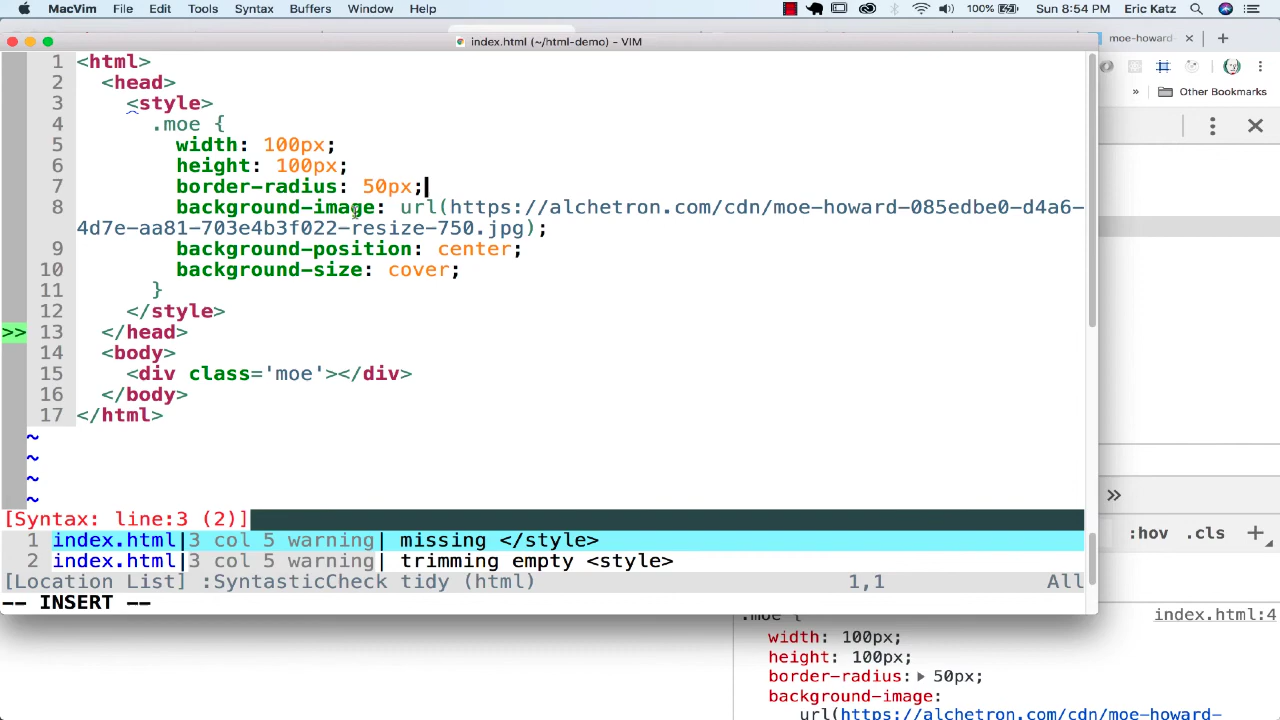 MacVim File Edit Tools Syntax Buffers Window Help 100% Sun 8:54 PM Eric Katz
index.html (~/html-demo) – VIM
moe-howard
» Other Bookmarks
1 <html>
2 <head>
3 <style>
4 .moe {
5 width: 100px;
6 height: 100px;
7 border-radius: 50px;
8 background-image: url(https://alchetron.com/cdn/moe-howard-085edbe0-d4a6-
4d7e-aa81-703e4b3f022-resize-750.jpg);
9 background-position: center;
10 background-size: cover;
11 }
12 </style>
>> 13 </head>
14 <body>
15 <div class='moe'></div>
16 </body>
17 </html>
~
~
~
~
[Syntax: line:3 (2)]
1 index.html|3 col 5 warning| missing </style>
2 index.html|3 col 5 warning| trimming empty <style>
[Location List] :SyntasticCheck tidy (html) 1,1 All
-- INSERT --
»
:hov .cls +
.moe { index.html:4
width: 100px;
height: 100px;
border-radius: 50px;
background-image:
url(https://alchetron.com/cdn/moe-howard-